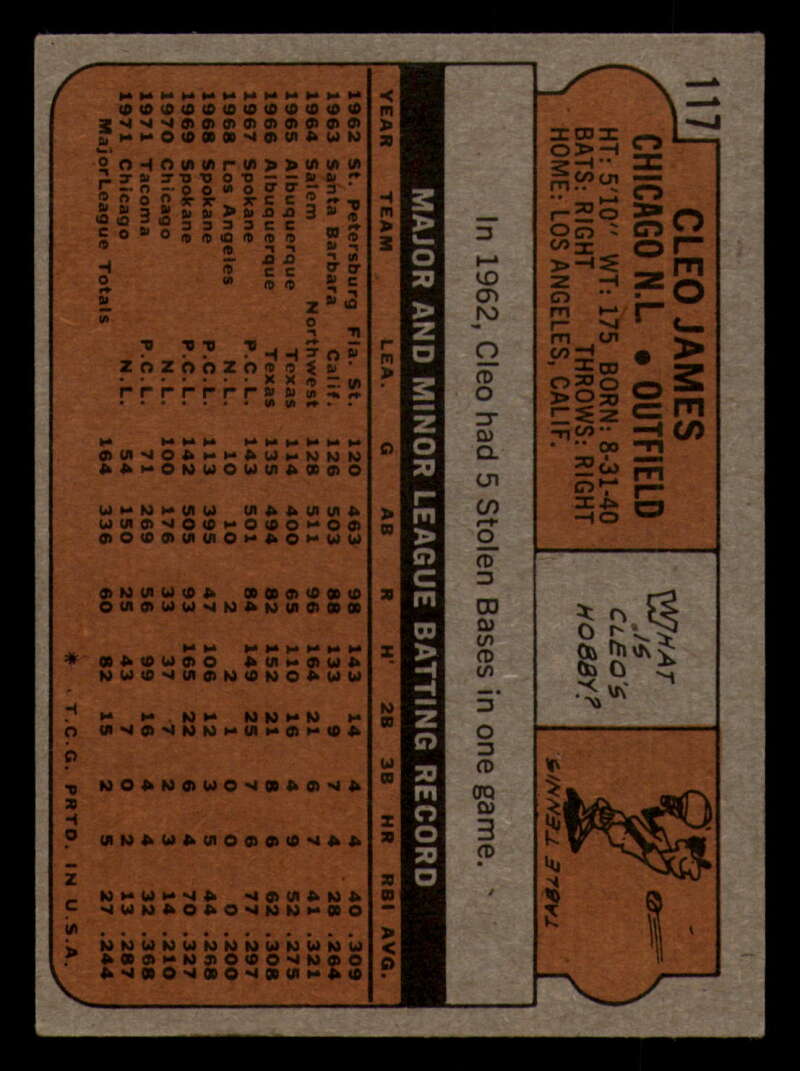 117
CLEO JAMES
CHICAGO N.L. • OUTFIELD
HT: 5'10" WT: 175 BORN: 8-31-40
BATS: RIGHT THROWS: RIGHT
HOME: LOS ANGELES, CALIF.
WHAT
IS
CLEO'S
HOBBY?
TABLE TENNIS
In 1962, Cleo had 5 Stolen Bases in one game.
MAJOR AND MINOR LEAGUE BATTING RECORD
YEAR TEAM LEA. G AB R H 2B 3B HR RBI AVG.
1962 St. Petersburg Fla. St. 120 463 98 143 14 4 4 40 .309
1963 Santa Barbara Calif. 126 503 88 133 9 7 4 28 .264
1964 Salem Northwest 128 511 96 164 21 6 7 41 .321
1965 Albuquerque Texas 114 400 65 110 16 4 9 52 .275
1966 Albuquerque Texas 135 494 82 152 21 8 6 62 .308
1967 Spokane P.C.L. 143 501 84 149 25 7 6 77 .297
1968 Los Angeles N.L. 10 10 2 2 1 0 0 0 .200
1968 Spokane P.C.L. 113 395 47 106 12 3 5 44 .268
1969 Spokane P.C.L. 142 505 93 165 22 6 4 70 .327
1970 Chicago N.L. 100 176 33 37 7 2 3 14 .210
1971 Tacoma P.C.L. 71 269 56 99 16 4 4 32 .368
1971 Chicago N.L. 54 150 25 43 7 0 2 13 .287
Major League Totals 164 336 60 82 15 2 5 27 .244
* T.C.G. PRTD. IN U.S.A.